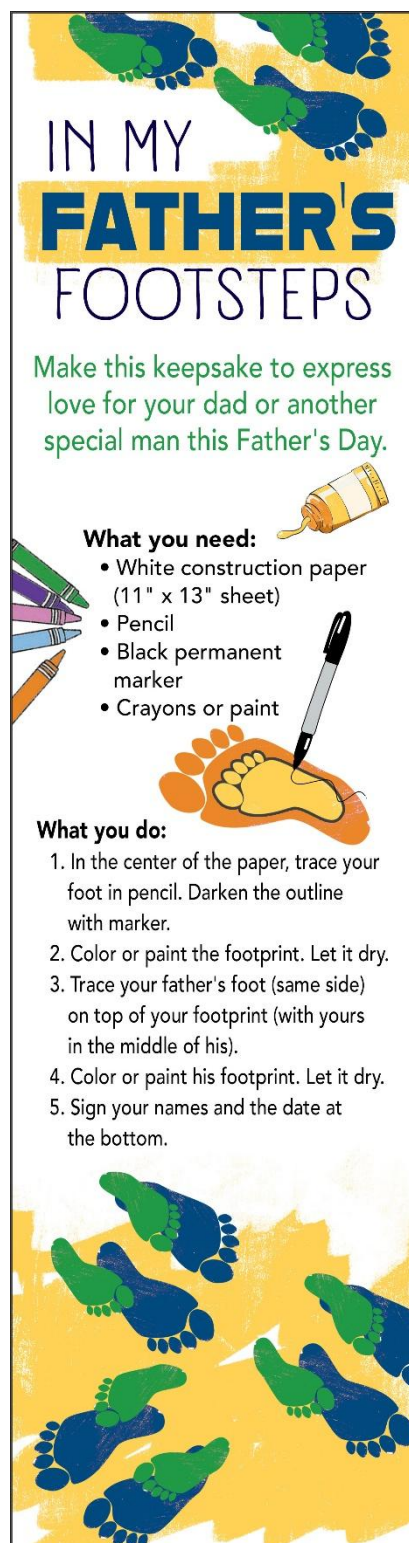 IN MY
FATHER'S
FOOTSTEPS
Make this keepsake to express
love for your dad or another
special man this Father's Day.
What you need:
• White construction paper
(11" x 13" sheet)
• Pencil
• Black permanent
marker
• Crayons or paint
What you do:
1. In the center of the paper, trace your
foot in pencil. Darken the outline
with marker.
2. Color or paint the footprint. Let it dry.
3. Trace your father's foot (same side)
on top of your footprint (with yours
in the middle of his).
4. Color or paint his footprint. Let it dry.
5. Sign your names and the date at
the bottom.